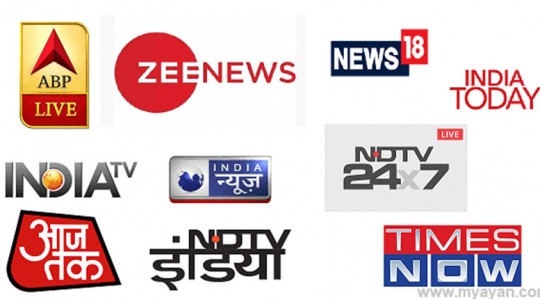 ABP
LIVE
ZEENEWS
NEWS 18
INDIA
TODAY
INDIA TV
INDIA
न्यूज़
LIVE
NDTV
24x7
आज
तक
NDTV
इंडिया
TIMES
NOW
www.myayan.com